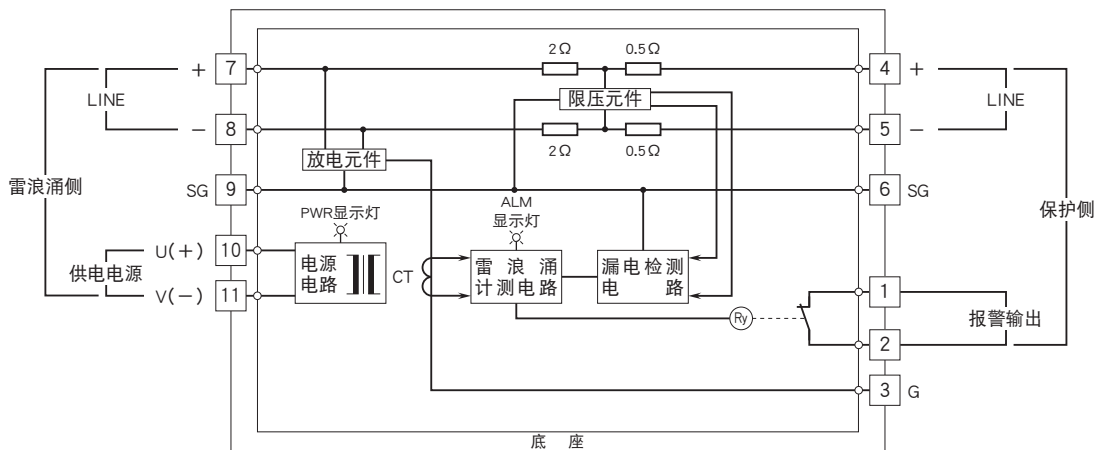 2Ω
0.5Ω
+
7
4
+
LINE
限压元件
LINE
−
8
5
−
2Ω
0.5Ω
放电元件
雷浪涌侧
SG
9
6
SG
保护侧
PWR显示灯
ALM
显示灯
U(+)
10
供电电源
电源
电路
CT
雷浪涌
计测电路
漏电检测
电路
V(−)
11
1
Ry
报警输出
2
3
G
底座